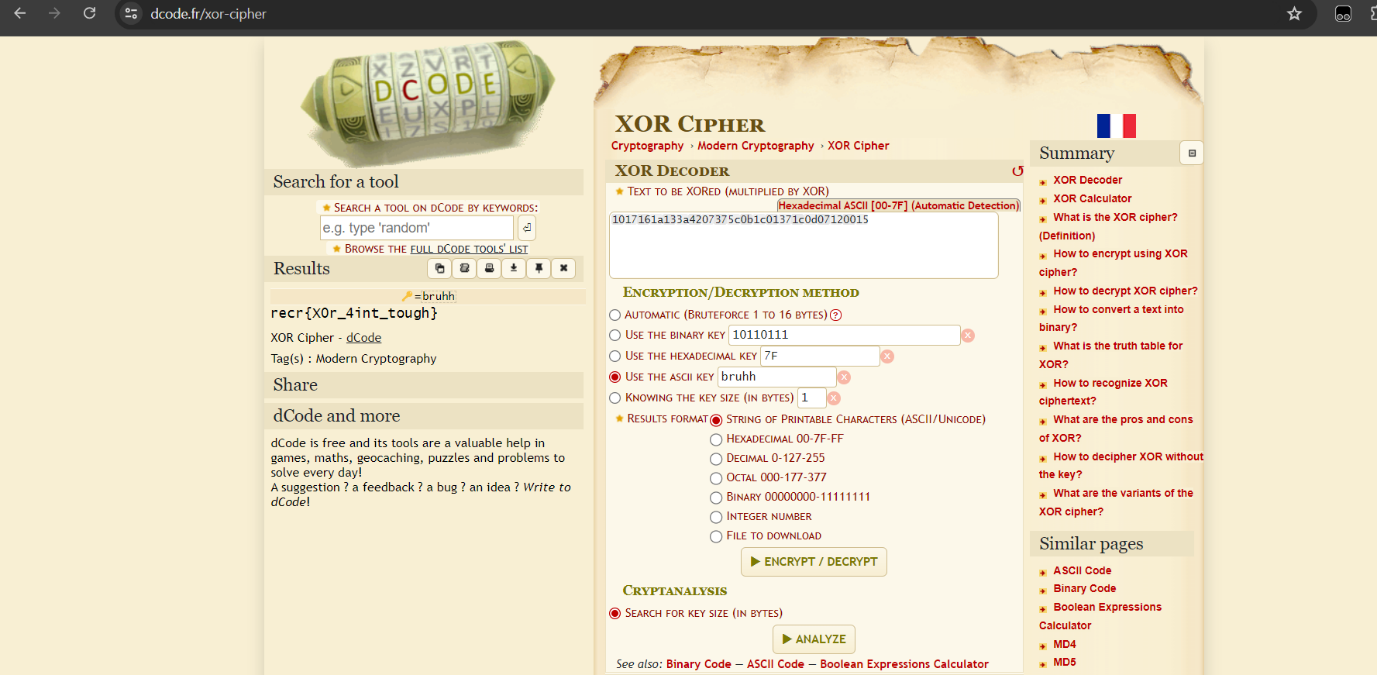 dcode.fr/xor-cipher
DCODE
Search for a tool
★ Search a tool on dCode by keywords:
e.g. type 'random'
★ Browse the full dCode tools' list
Results
=bruhh
recr{XOr_4int_tough}
XOR Cipher - dCode
Tag(s) : Modern Cryptography
Share
dCode and more
dCode is free and its tools are a valuable help in
games, maths, geocaching, puzzles and problems to
solve every day!
A suggestion ? a feedback ? a bug ? an idea ? Write to
dCode!
XOR Cipher
Cryptography › Modern Cryptography › XOR Cipher
XOR Decoder
★ Text to be XORed (multiplied by XOR)
Hexadecimal ASCII [00-7F] (Automatic Detection)
1017161a133a4207375c0b1c01371c0d07120015
Encryption/Decryption method
Automatic (Bruteforce 1 to 16 bytes) ?
Use the binary key 10110111
Use the hexadecimal key 7F
Use the ASCII key bruhh
Knowing the key size (in bytes) 1
★ Results format String of Printable Characters (ASCII/Unicode)
Hexadecimal 00-7F-FF
Decimal 0-127-255
Octal 000-177-377
Binary 00000000-11111111
Integer number
File to download
▶ ENCRYPT / DECRYPT
Cryptanalysis
Search for key size (in bytes)
▶ ANALYZE
See also: Binary Code — ASCII Code — Boolean Expressions Calculator
Summary
XOR Decoder
XOR Calculator
What is the XOR cipher?
(Definition)
How to encrypt using XOR
cipher?
How to decrypt XOR cipher?
How to convert a text into
binary?
What is the truth table for
XOR?
How to recognize XOR
ciphertext?
What are the pros and cons
of XOR?
How to decipher XOR without
the key?
What are the variants of the
XOR cipher?
Similar pages
ASCII Code
Binary Code
Boolean Expressions
Calculator
MD4
MD5